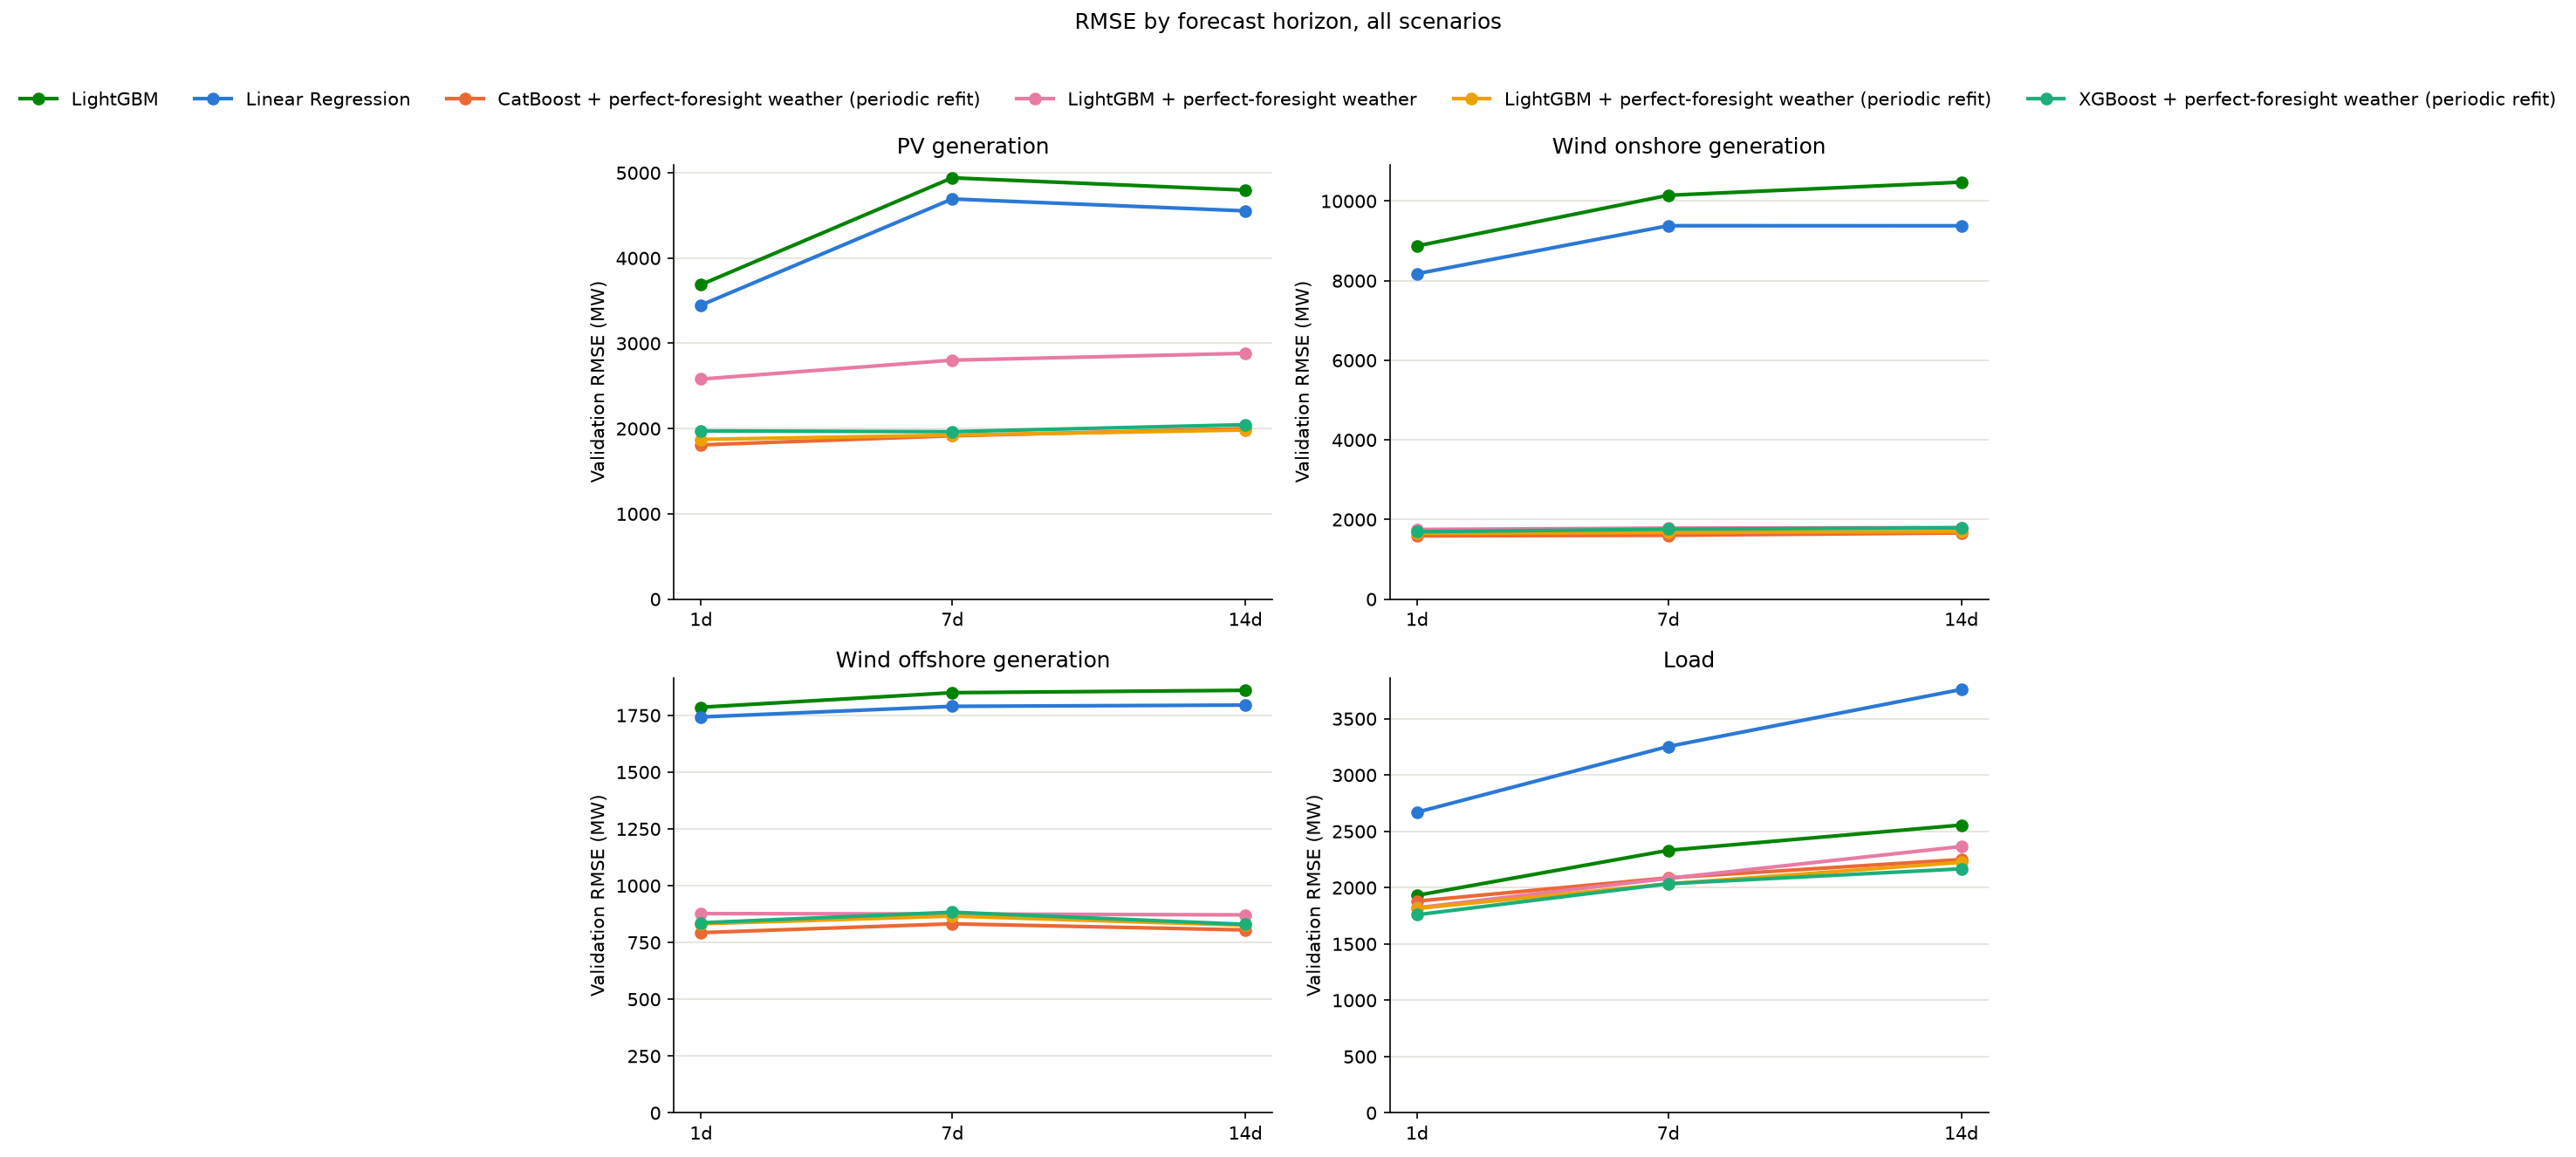 RMSE by forecast horizon, all scenarios
LightGBM Linear Regression CatBoost + perfect-foresight weather (periodic refit) LightGBM + perfect-foresight weather LightGBM + perfect-foresight weather (periodic refit) XGBoost + perfect-foresight weather (periodic refit)
PV generation
Validation RMSE (MW)
5000
4000
3000
2000
1000
0
1d 7d 14d
Wind onshore generation
Validation RMSE (MW)
10000
8000
6000
4000
2000
0
1d 7d 14d
Wind offshore generation
Validation RMSE (MW)
1750
1500
1250
1000
750
500
250
0
1d 7d 14d
Load
Validation RMSE (MW)
3500
3000
2500
2000
1500
1000
500
0
1d 7d 14d